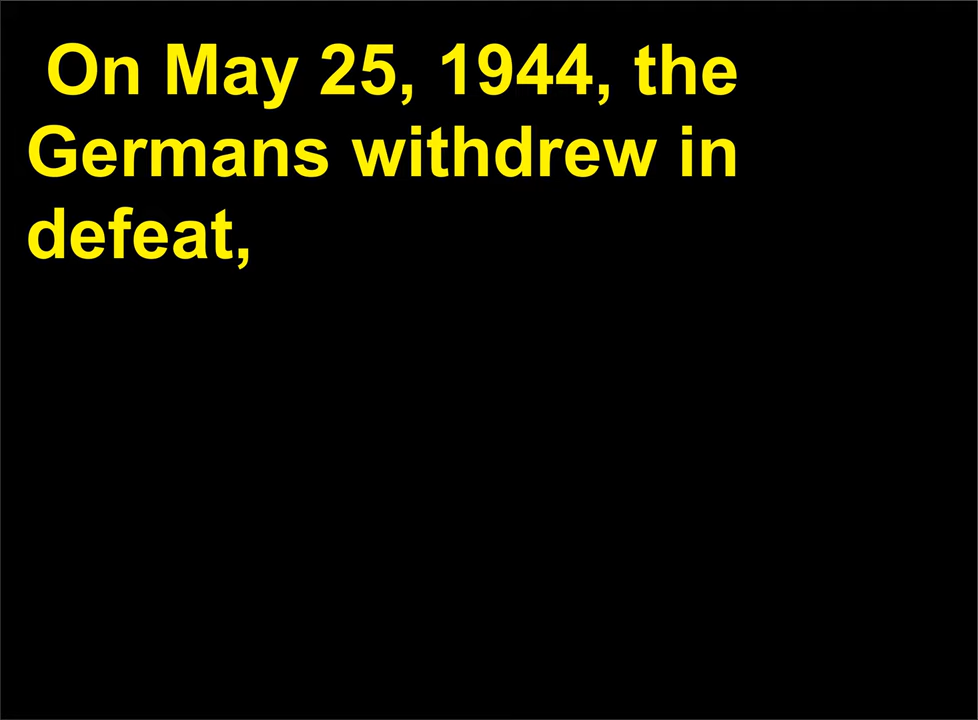 On May 25, 1944, the
Germans withdrew in
defeat,